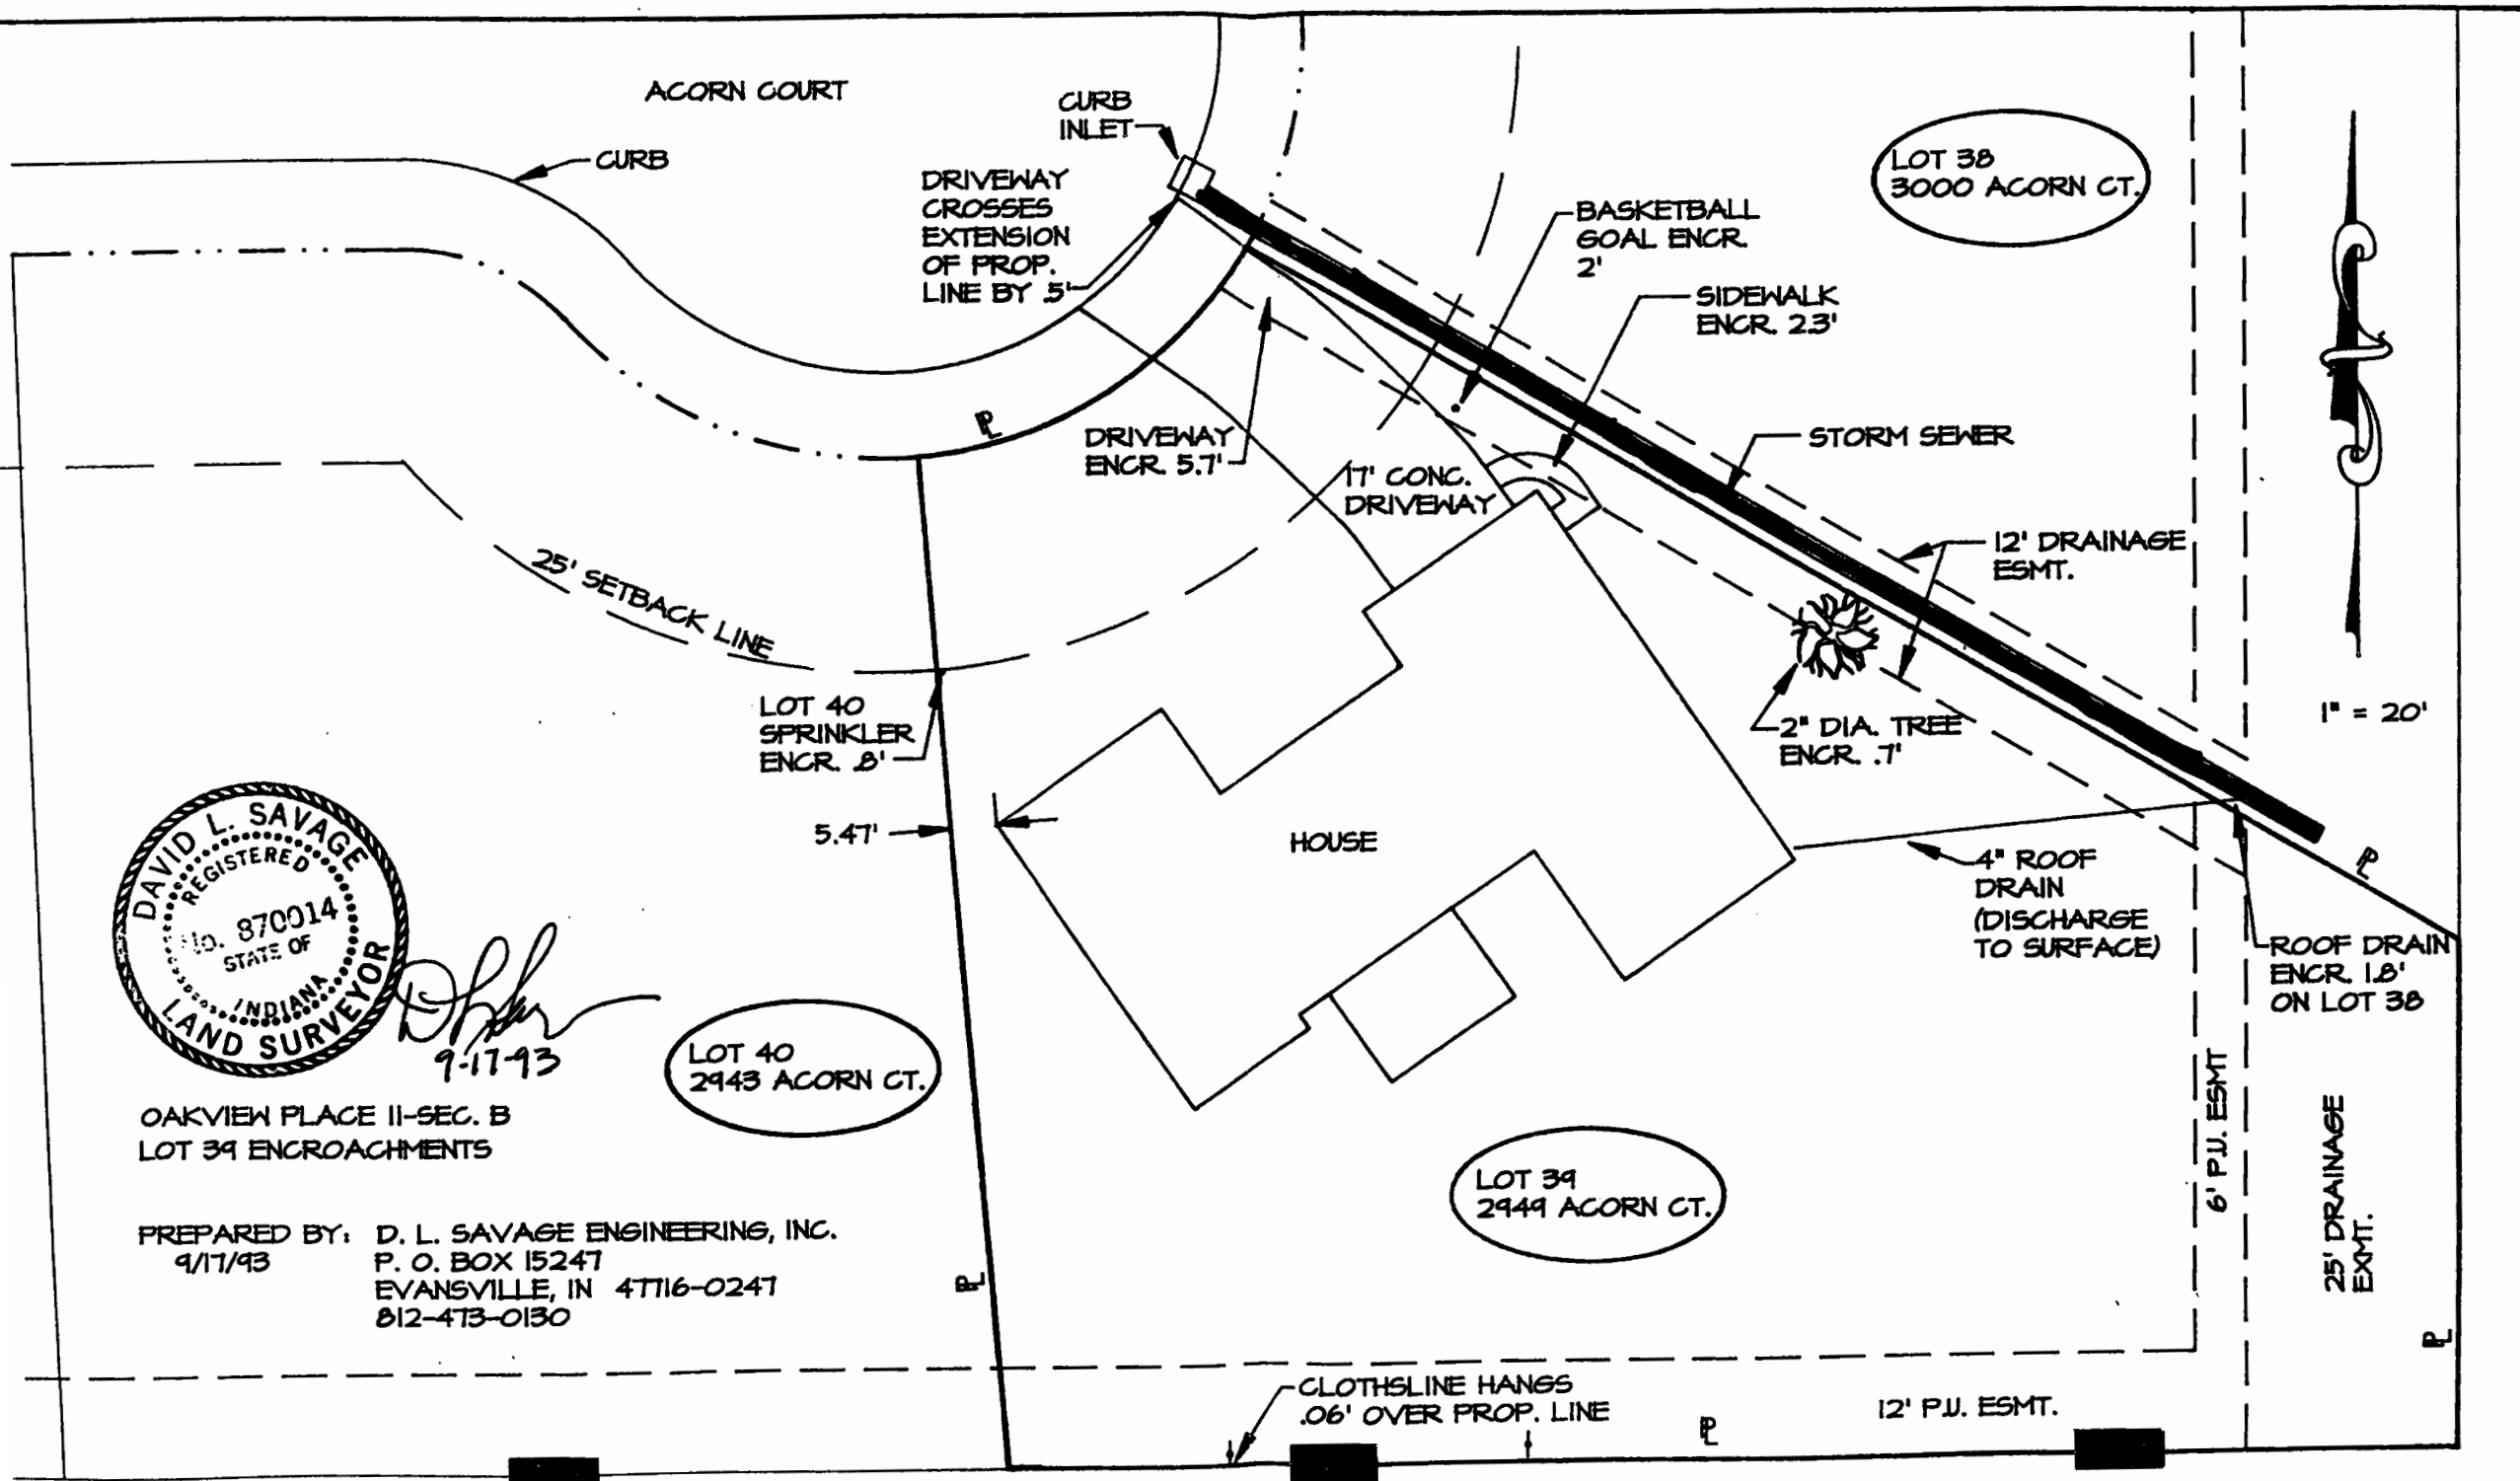 ACORN COURT
CURB
CURB
INLET
DRIVEWAY
CROSSES
EXTENSION
OF PROP.
LINE BY .5'
LOT 38
3000 ACORN CT.
BASKETBALL
GOAL ENCR.
2'
SIDEWALK
ENCR. 2.3'
STORM SEWER
DRIVEWAY
ENCR. 5.7'
17' CONC.
DRIVEWAY
12' DRAINAGE
ESMT.
25' SETBACK LINE
LOT 40
SPRINKLER
ENCR. .8'
2" DIA. TREE
ENCR. .7'
1" = 20'
5.47'
HOUSE
4" ROOF
DRAIN
(DISCHARGE
TO SURFACE)
ROOF DRAIN
ENCR. 1.8'
ON LOT 38
DAVID L. SAVAGE
REGISTERED
No. 870014
STATE OF
INDIANA
LAND SURVEYOR
9-17-93
LOT 40
2943 ACORN CT.
OAKVIEW PLACE II-SEC. B
LOT 39 ENCROACHMENTS
LOT 39
2949 ACORN CT.
6' P.U. ESMT
25' DRAINAGE
EXMT.
PREPARED BY: D. L. SAVAGE ENGINEERING, INC.
9/17/93 P. O. BOX 15247
EVANSVILLE, IN 47716-0247
812-473-0130
CLOTHSLINE HANGS
.06' OVER PROP. LINE
12' P.U. ESMT.
PL
PL
PL
PL
PL